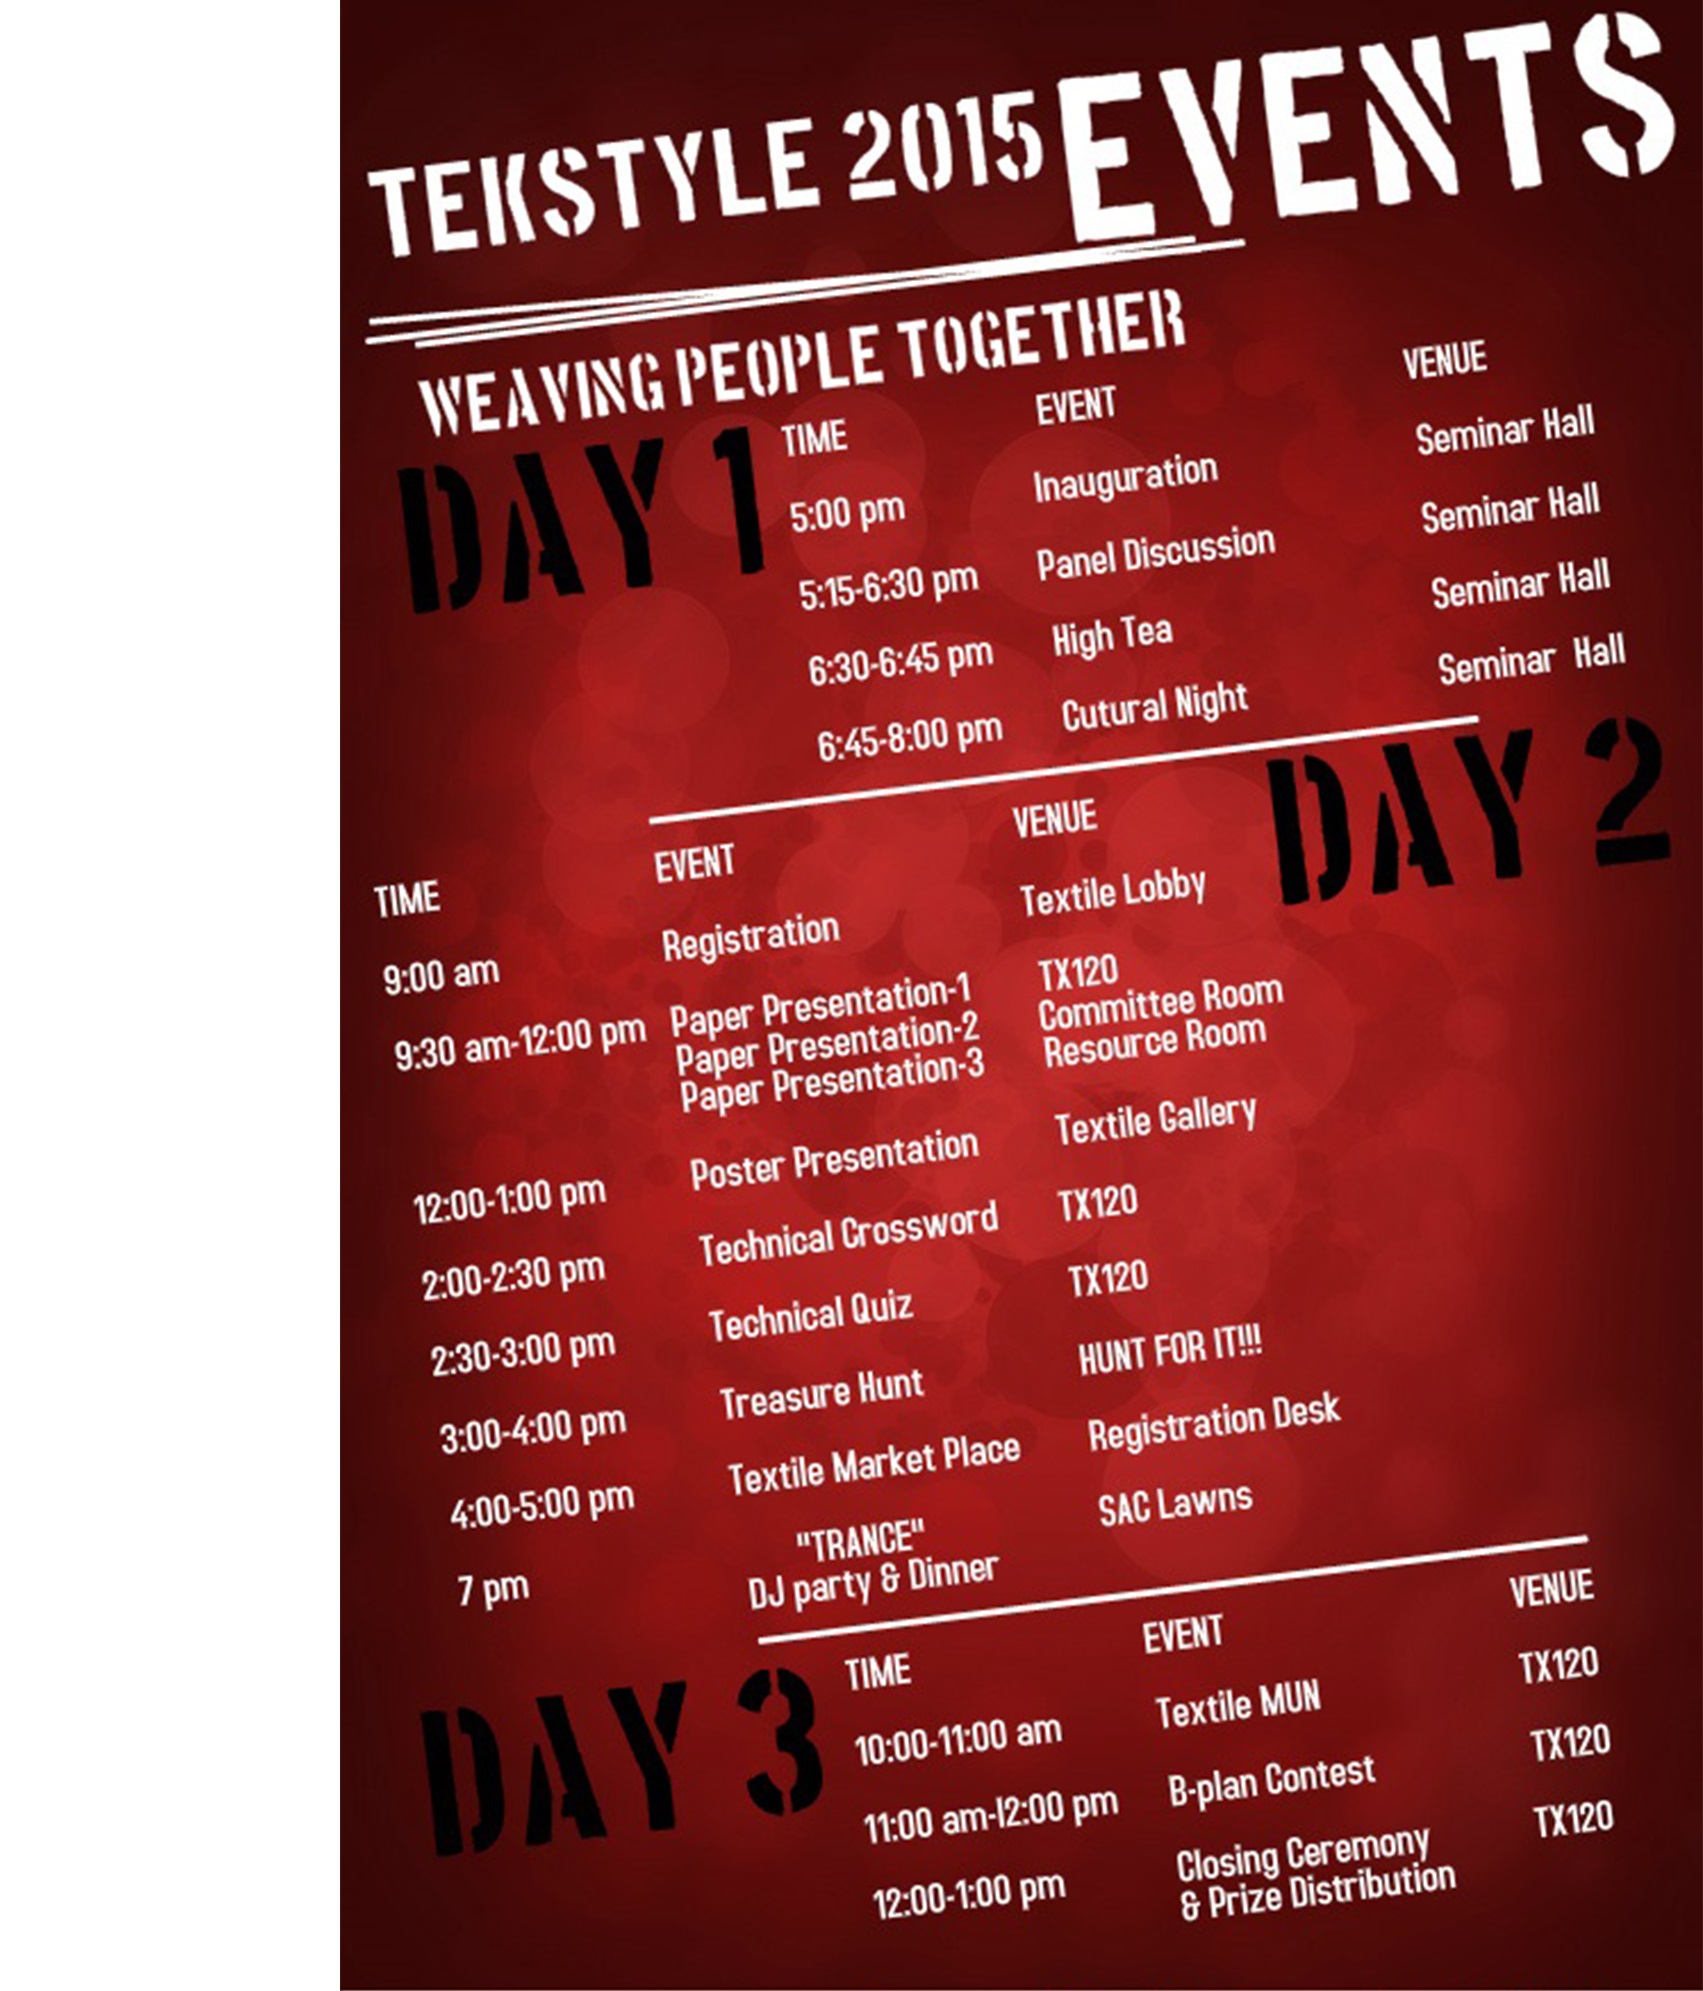 TEKSTYLE 2015 EVENTS
WEAVING PEOPLE TOGETHER
DAY 1
TIME EVENT VENUE
5:00 pm Inauguration Seminar Hall
5:15-6:30 pm Panel Discussion Seminar Hall
6:30-6:45 pm High Tea Seminar Hall
6:45-8:00 pm Cutural Night Seminar Hall
DAY 2
TIME EVENT VENUE
9:00 am Registration Textile Lobby
9:30 am-12:00 pm Paper Presentation-1 TX120
Paper Presentation-2 Committee Room
Paper Presentation-3 Resource Room
12:00-1:00 pm Poster Presentation Textile Gallery
2:00-2:30 pm Technical Crossword TX120
2:30-3:00 pm Technical Quiz TX120
3:00-4:00 pm Treasure Hunt HUNT FOR IT!!!
4:00-5:00 pm Textile Market Place Registration Desk
7 pm "TRANCE" SAC Lawns
DJ party & Dinner
DAY 3
TIME EVENT VENUE
10:00-11:00 am Textile MUN TX120
11:00 am-12:00 pm B-plan Contest TX120
12:00-1:00 pm Closing Ceremony TX120
& Prize Distribution